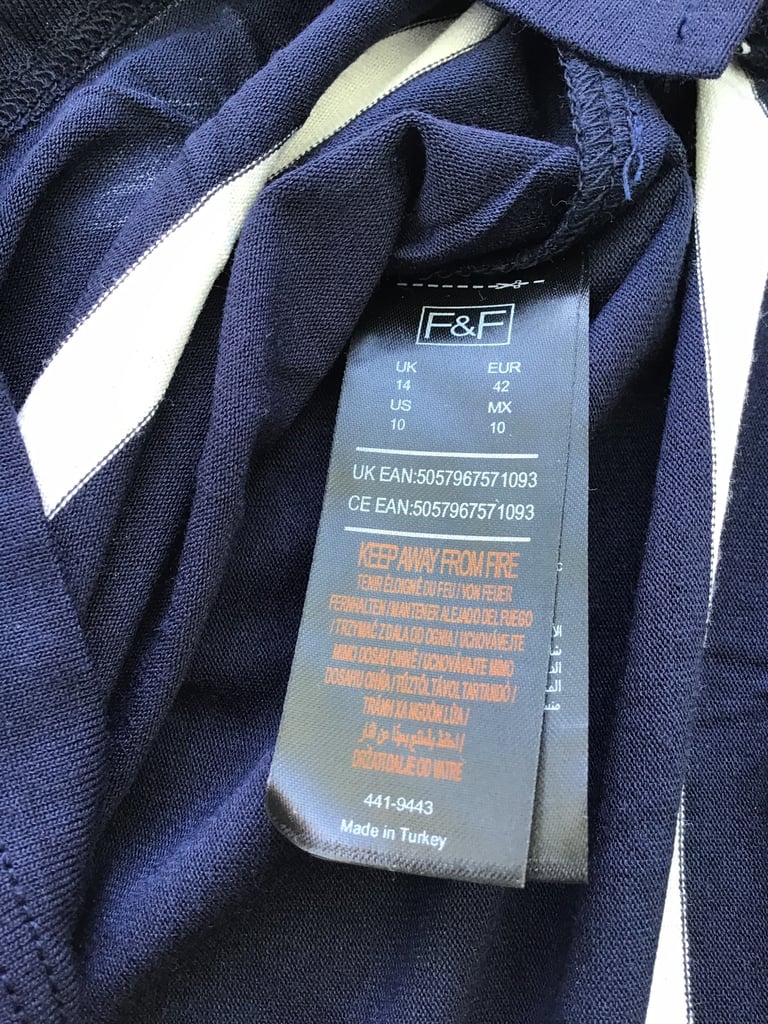 F&F
UK EUR
14 42
US MX
10 10
UK EAN:5057967571093
CE EAN:5057967571093
KEEP AWAY FROM FIRE
TENIR ÉLOIGNÉ DU FEU / VON FEUER
FERNHALTEN / MANTENER ALEJADO DEL FUEGO
/ TRZYMAĆ Z DALA OD OGNIA / UCHOVÁVEJTE
MIMO DOSAH OHNĚ / UCHOVÁVAJTE MIMO
DOSAHU OHŇA / TŰZTŐL TÁVOL TARTANDÓ /
TRÁNH XA NGUỒN LỬA /
DRŽATI DALJE OD VATRE
441-9443
Made in Turkey